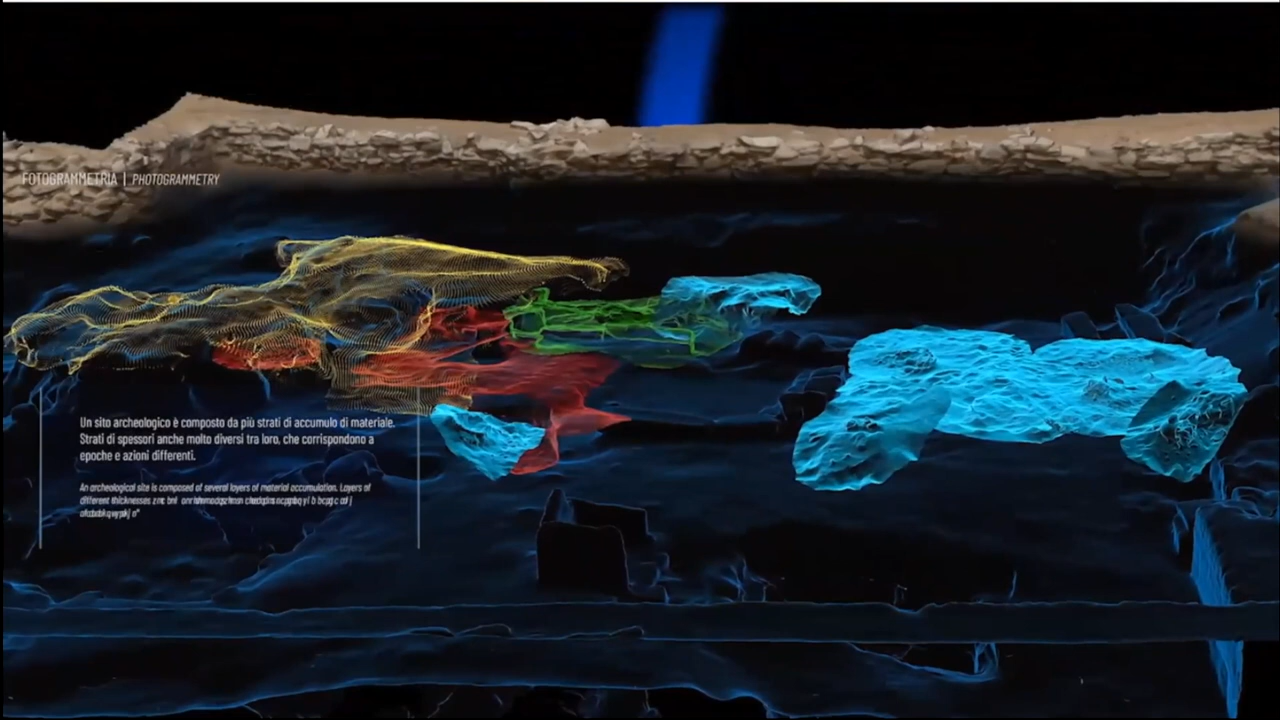 FOTOGRAMMETRIA | PHOTOGRAMMETRY
Un sito archeologico è composto da più strati di accumulo di materiale.
Strati di spessori anche molto diversi tra loro, che corrispondono a
epoche e azioni differenti.
An archeological site is composed of several layers of material accumulation. Layers of
different thicknesses